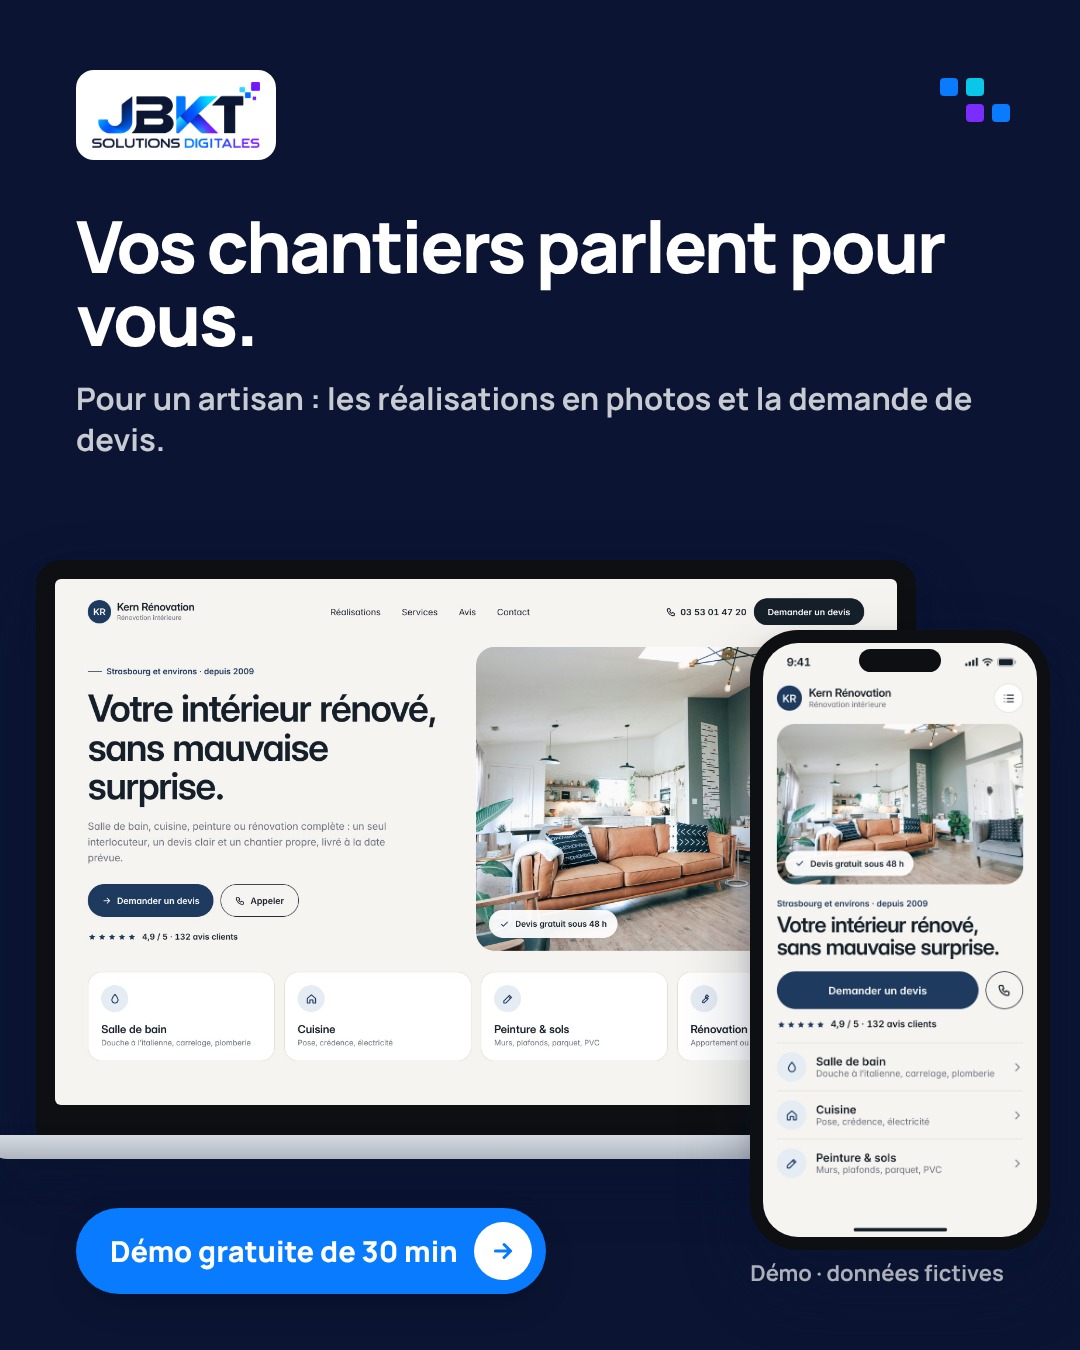 JBKT
SOLUTIONS DIGITALES
Vos chantiers parlent pour
vous.
Pour un artisan : les réalisations en photos et la demande de
devis.
KR Kern Rénovation
Rénovation intérieure
Réalisations Services Avis Contact
03 53 01 47 20 Demander un devis
Strasbourg et environs · depuis 2009
Votre intérieur rénové,
sans mauvaise
surprise.
Salle de bain, cuisine, peinture ou rénovation complète : un seul
interlocuteur, un devis clair et un chantier propre, livré à la date
prévue.
Demander un devis Appeler
4,9 / 5 · 132 avis clients
Devis gratuit sous 48 h
Salle de bain
Douche à l'italienne, carrelage, plomberie
Cuisine
Pose, crédence, électricité
Peinture & sols
Murs, plafonds, parquet, PVC
Rénovation
Appartement ou
9:41
KR Kern Rénovation
Rénovation intérieure
Devis gratuit sous 48 h
Strasbourg et environs · depuis 2009
Votre intérieur rénové,
sans mauvaise surprise.
Demander un devis
4,9 / 5 · 132 avis clients
Salle de bain
Douche à l'italienne, carrelage, plomberie
Cuisine
Pose, crédence, électricité
Peinture & sols
Murs, plafonds, parquet, PVC
Démo gratuite de 30 min
Démo · données fictives